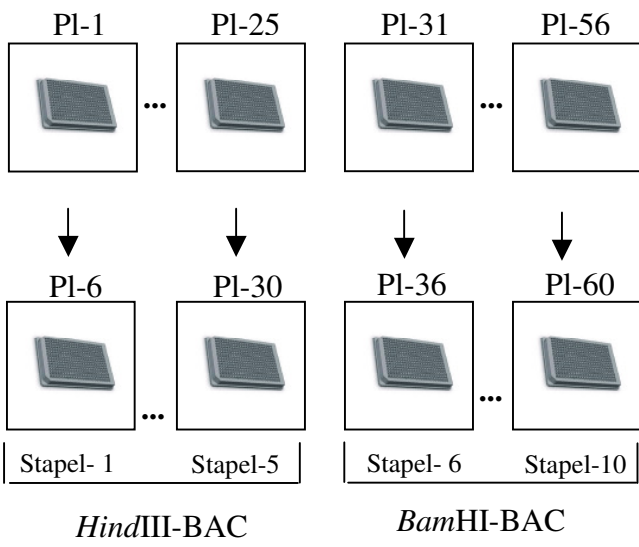 Pl-1 Pl-25 Pl-31 Pl-56
... ...
Pl-6 Pl-30 Pl-36 Pl-60
... ...
Stapel- 1 Stapel-5 Stapel- 6 Stapel-10
HindIII-BAC BamHI-BAC